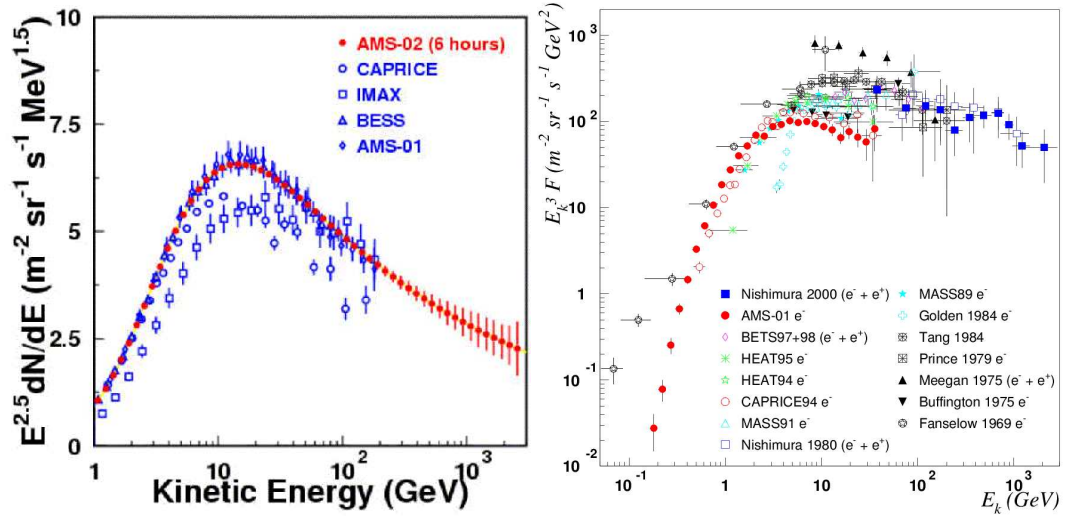 10
7.5
5
2.5
0
E^2.5 dN/dE (m^-2 sr^-1 s^-1 MeV^1.5)
AMS-02 (6 hours)
CAPRICE
IMAX
BESS
AMS-01
1
10
10^2
10^3
Kinetic Energy (GeV)
E_k^3 F (m^-2 sr^-1 s^-1 GeV^2)
10^3
10^2
10
1
10^-1
10^-2
Nishimura 2000 (e^- + e^+)
AMS-01 e^-
BETS97+98 (e^- + e^+)
HEAT95 e^-
HEAT94 e^-
CAPRICE94 e^-
MASS91 e^-
Nishimura 1980 (e^- + e^+)
MASS89 e^-
Golden 1984 e^-
Tang 1984
Prince 1979 e^-
Meegan 1975 (e^- + e^+)
Buffington 1975 e^-
Fanselow 1969 e^-
10^-1
1
10
10^2
10^3
E_k (GeV)